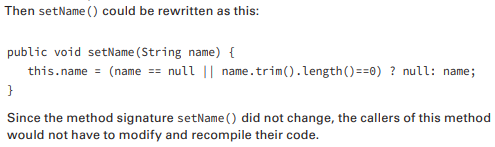 Then setName() could be rewritten as this:
public void setName(String name) {
this.name = (name == null || name.trim().length()==0) ? null: name;
}
Since the method signature setName() did not change, the callers of this method
would not have to modify and recompile their code.